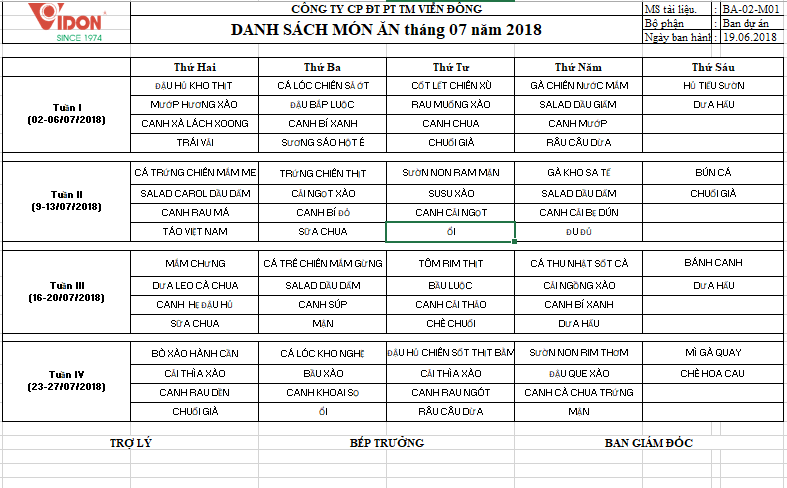 VIDON
SINCE 1974
CÔNG TY CP ĐT PT TM VIỄN ĐÔNG
DANH SÁCH MÓN ĂN tháng 07 năm 2018
MS tài liệu. : BA-02-M01
Bộ phận : Ban dự án
Ngày ban hành : 19.06.2018
Thứ Hai Thứ Ba Thứ Tư Thứ Năm Thứ Sáu
Tuần I
(02-06/07/2018)
ĐẬU HỦ KHO THỊT CÁ LÓC CHIÊN SẢ ỚT CỐT LẾT CHIÊN XÙ GÀ CHIÊN NƯỚC MẮM HỦ TIẾU SƯỜN
MƯỚP HƯƠNG XÀO ĐẬU BẮP LUỘC RAU MUỐNG XÀO SALAD DẦU GIẤM DƯA HẤU
CANH XÀ LÁCH XOONG CANH BÍ XANH CANH CHUA CANH MƯỚP
TRÁI VẢI SƯƠNG SÁO HỘT É CHUỐI GIÀ RÂU CÂU DỪA
Tuần II
(9-13/07/2018)
CÁ TRỨNG CHIÊN MẮM ME TRỨNG CHIÊN THỊT SƯỜN NON RAM MẶN GÀ KHO SA TẾ BÚN CÁ
SALAD CAROL DẦU DẤM CẢI NGỌT XÀO SUSU XÀO SALAD DẦU DẤM CHUỐI GIÀ
CANH RAU MÁ CANH BÍ ĐỎ CANH CẢI NGỌT CANH CẢI BẸ DÚN
TÁO VIỆT NAM SỮA CHUA ỔI ĐU ĐỦ
Tuần III
(16-20/07/2018)
MẮM CHƯNG CÁ TRÊ CHIÊN MẮM GỪNG TÔM RIM THỊT CÁ THU NHẬT SỐT CÀ BÁNH CANH
DƯA LEO CÀ CHUA SALAD DẦU DẤM BẦU LUỘC CẢI NGỒNG XÀO DƯA HẤU
CANH HẸ ĐẬU HỦ CANH SÚP CANH CẢI THẢO CANH BÍ XANH
SỮA CHUA MẬN CHÈ CHUỐI DƯA HẤU
Tuần IV
(23-27/07/2018)
BÒ XÀO HÀNH CẦN CÁ LÓC KHO NGHỆ ĐẬU HỦ CHIÊN SỐT THỊT BẰM SƯỜN NON RIM THƠM MÌ GÀ QUAY
CẢI THÌA XÀO BẦU XÀO CẢI THÌA XÀO ĐẬU QUE XÀO CHÈ HOA CAU
CANH RAU DỀN CANH KHOAI SỌ CANH RAU NGÓT CANH CÀ CHUA TRỨNG
CHUỐI GIÀ ỔI RÂU CÂU DỪA MẬN
TRỢ LÝ BẾP TRƯỞNG BAN GIÁM ĐỐC